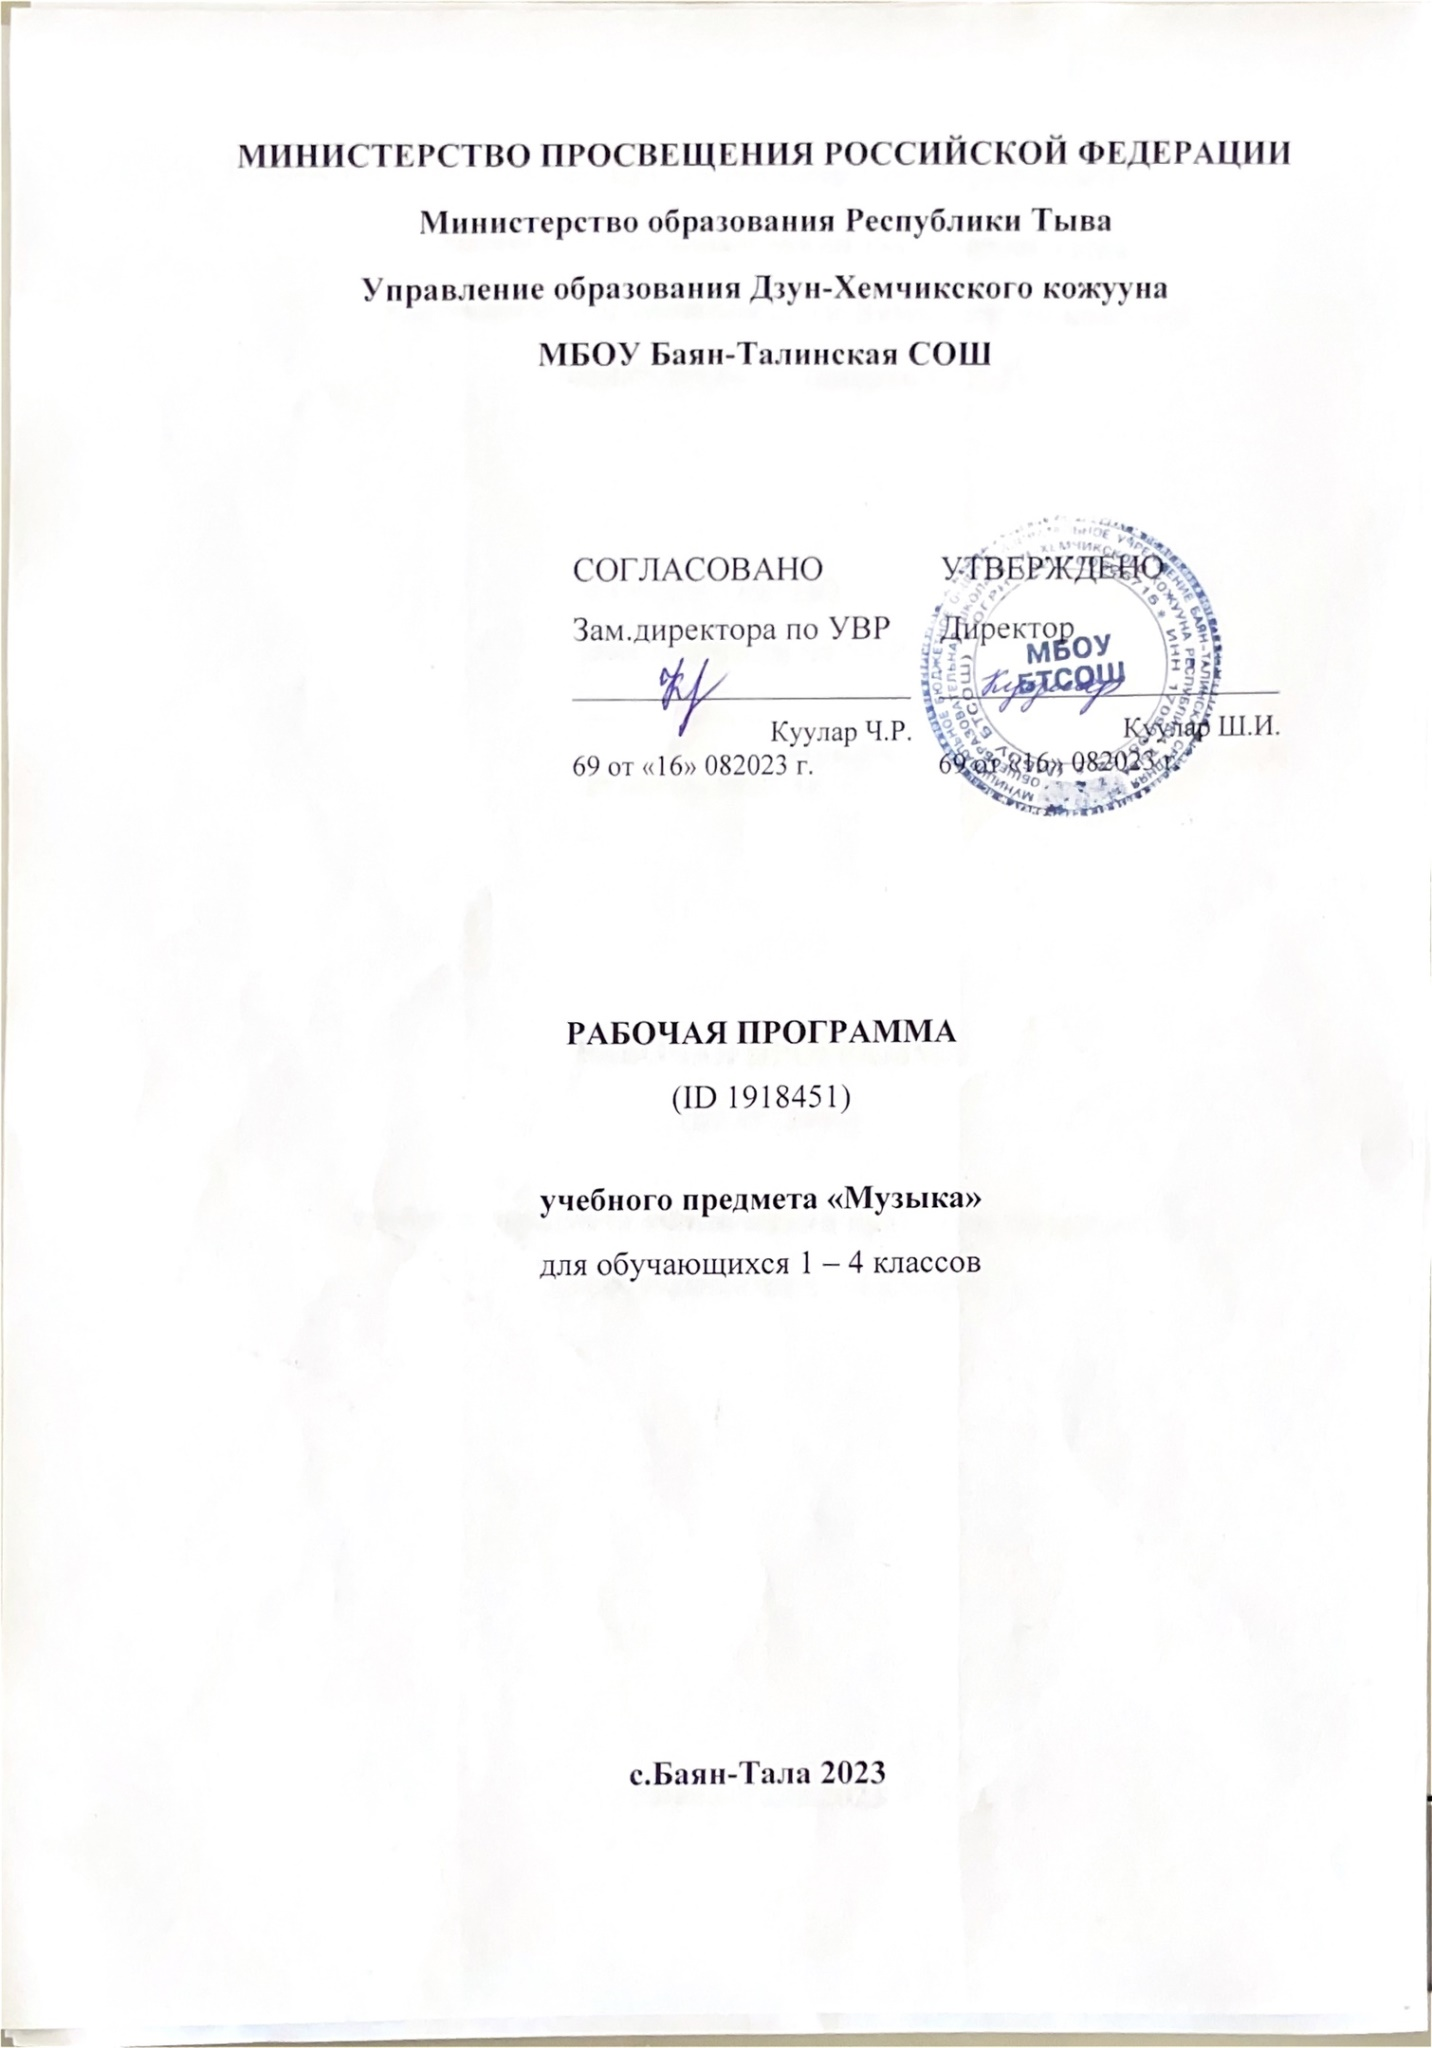 МИНИСТЕРСТВО ПРОСВЕЩЕНИЯ РОССИЙСКОЙ ФЕДЕРАЦИИ
Министерство образования Республики Тыва
Управление образования Дзун-Хемчикского кожууна
МБОУ Баян-Талинская СОШ
СОГЛАСОВАНО
Зам.директора по УВР
Куулар Ч.Р.
69 от «16» 082023 г.
УТВЕРЖДЕНО
Директор
МБОУ
БТСОШ
Куулар Ш.И.
69 от «16» 082023 г.
РАБОЧАЯ ПРОГРАММА
(ID 1918451)
учебного предмета «Музыка»
для обучающихся 1 – 4 классов
с.Баян-Тала 2023